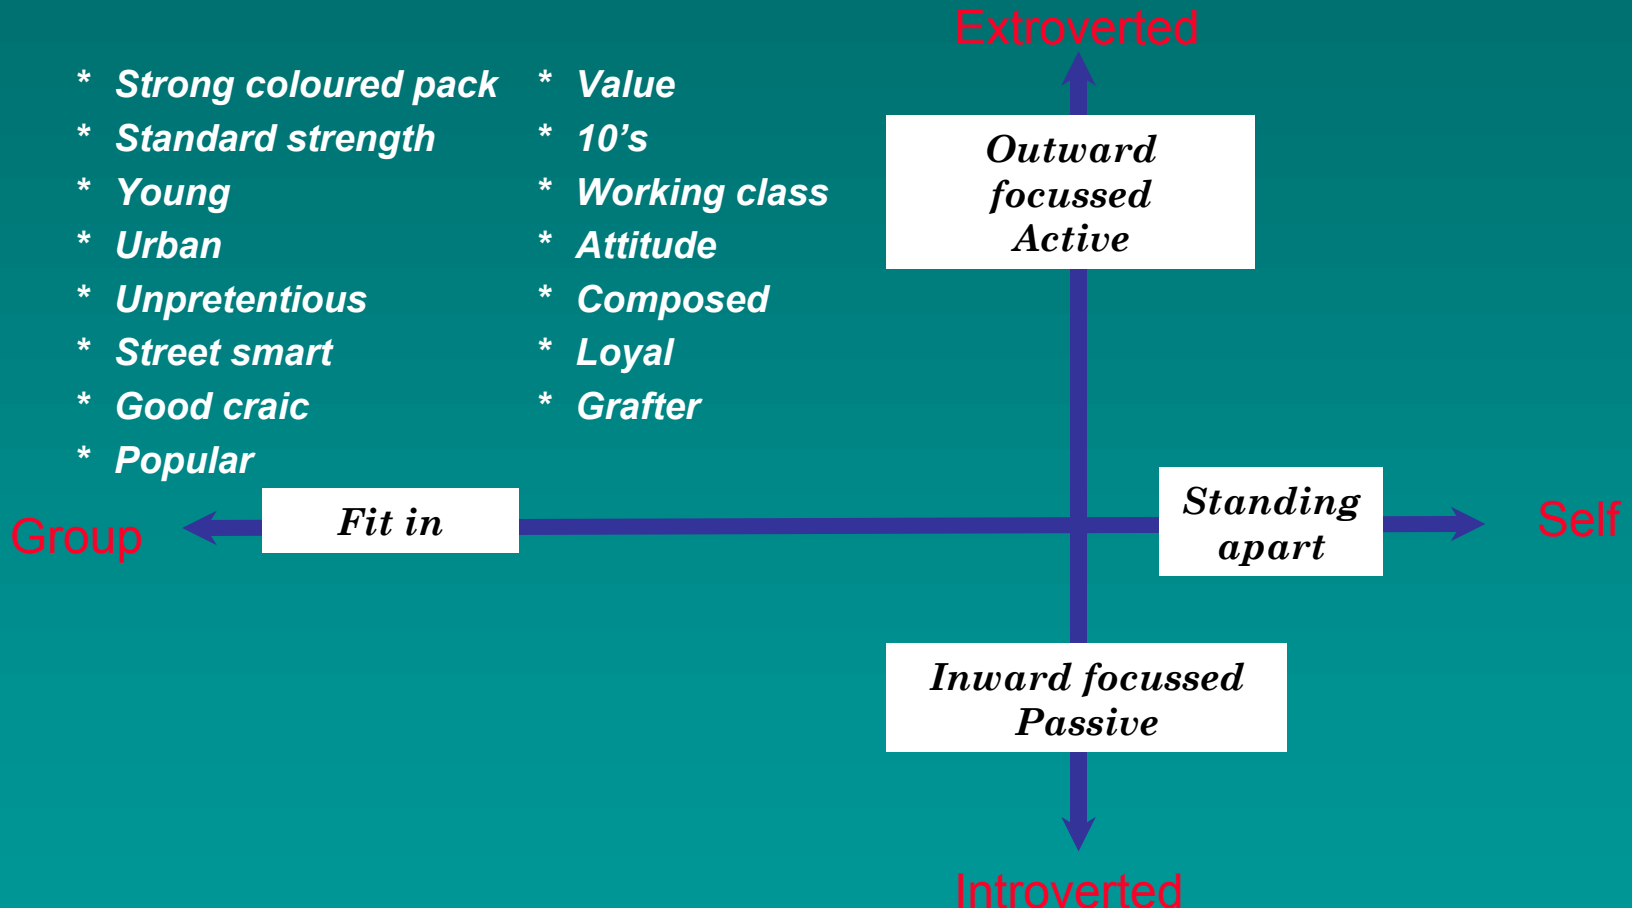 Extroverted
* Strong coloured pack
* Standard strength
* Young
* Urban
* Unpretentious
* Street smart
* Good craic
* Popular
* Value
* 10’s
* Working class
* Attitude
* Composed
* Loyal
* Grafter
Outward
focussed
Active
Group
Fit in
Standing
apart
Self
Inward focussed
Passive
Introverted